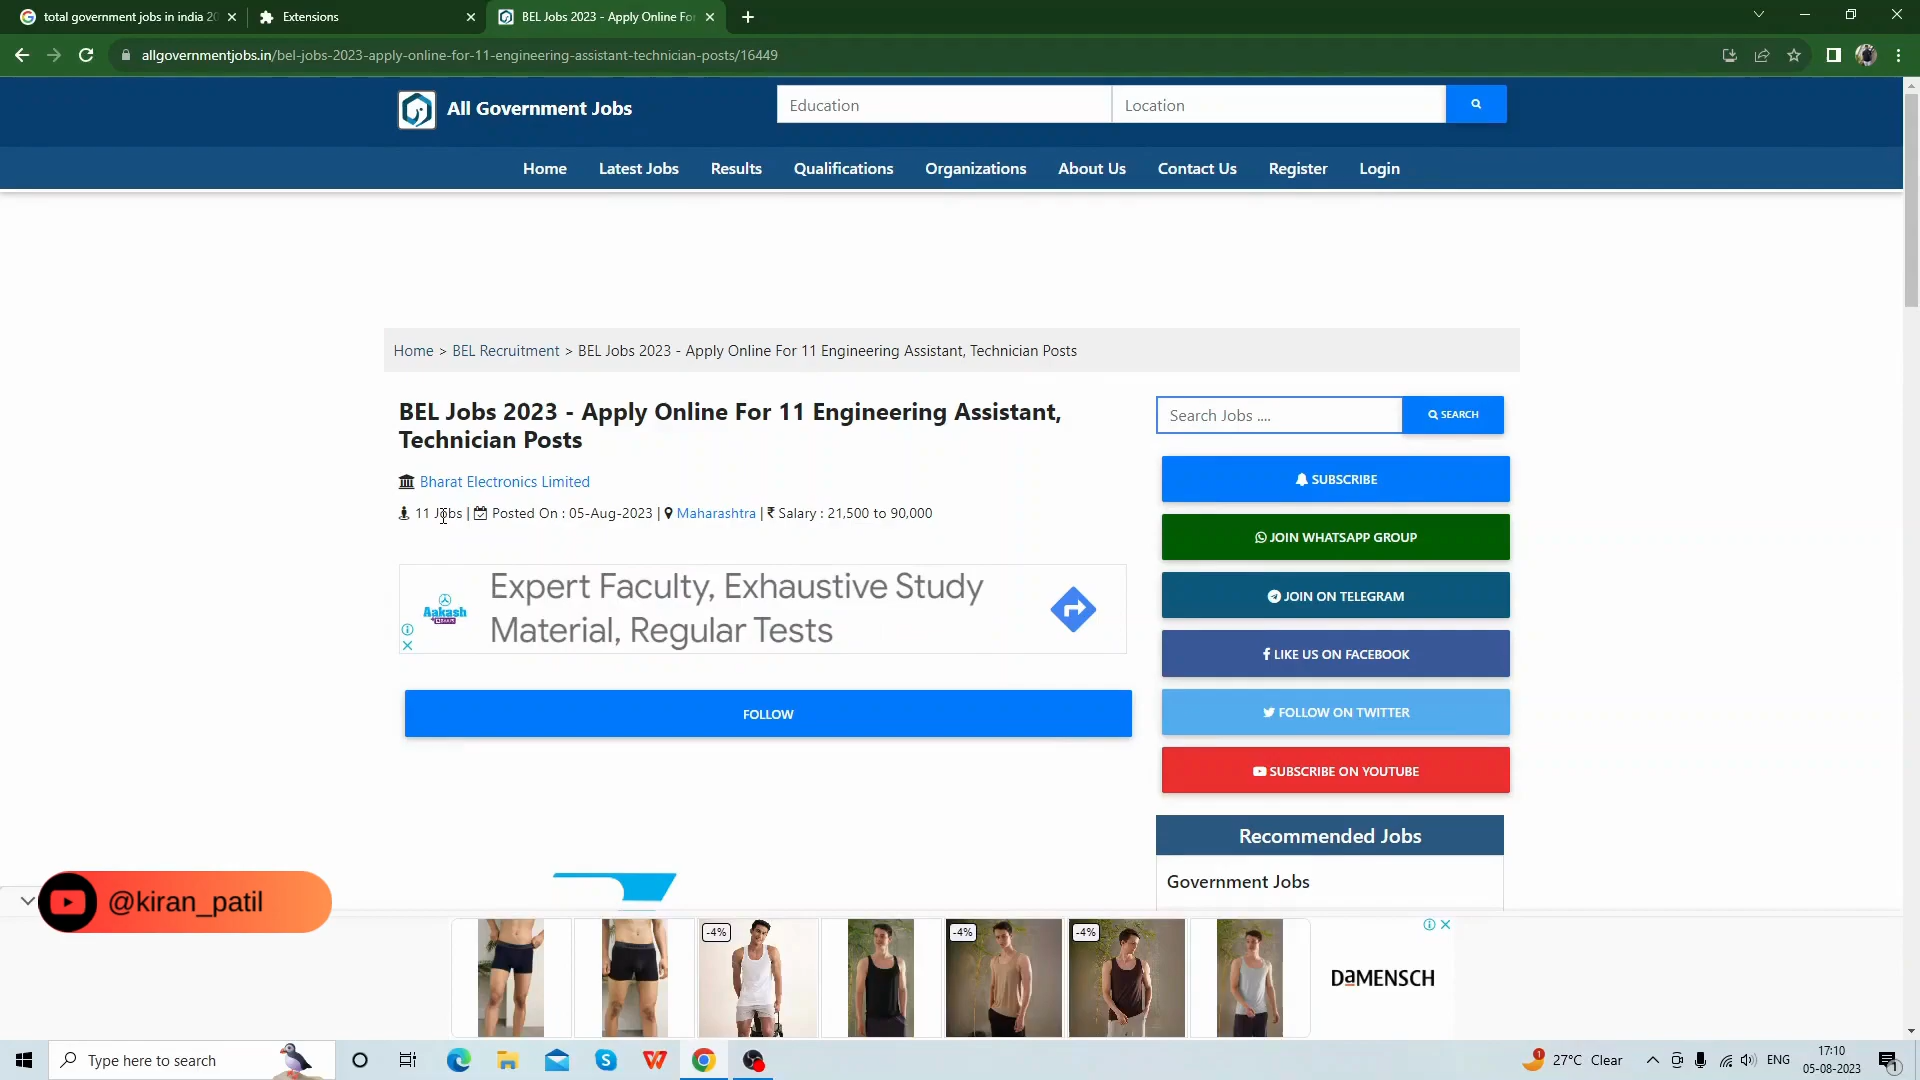 total government jobs in india 20
Extensions
BEL Jobs 2023 - Apply Online Fo
allgovernmentjobs.in/bel-jobs-2023-apply-online-for-11-engineering-assistant-technician-posts/16449
All Government Jobs
Education
Location
Home
Latest Jobs
Results
Qualifications
Organizations
About Us
Contact Us
Register
Login
Home > BEL Recruitment > BEL Jobs 2023 - Apply Online For 11 Engineering Assistant, Technician Posts
BEL Jobs 2023 - Apply Online For 11 Engineering Assistant,
Technician Posts
Bharat Electronics Limited
11 Jobs | Posted On : 05-Aug-2023 | Maharashtra | ₹ Salary : 21,500 to 90,000
Aakash
Expert Faculty, Exhaustive Study
Material, Regular Tests
FOLLOW
Search Jobs ....
SEARCH
SUBSCRIBE
JOIN WHATSAPP GROUP
JOIN ON TELEGRAM
LIKE US ON FACEBOOK
FOLLOW ON TWITTER
SUBSCRIBE ON YOUTUBE
Recommended Jobs
Government Jobs
@kiran_patil
-4%
-4%
-4%
DaMENSCH
Type here to search
1
27°C Clear
ENG
17:10
05-08-2023
1